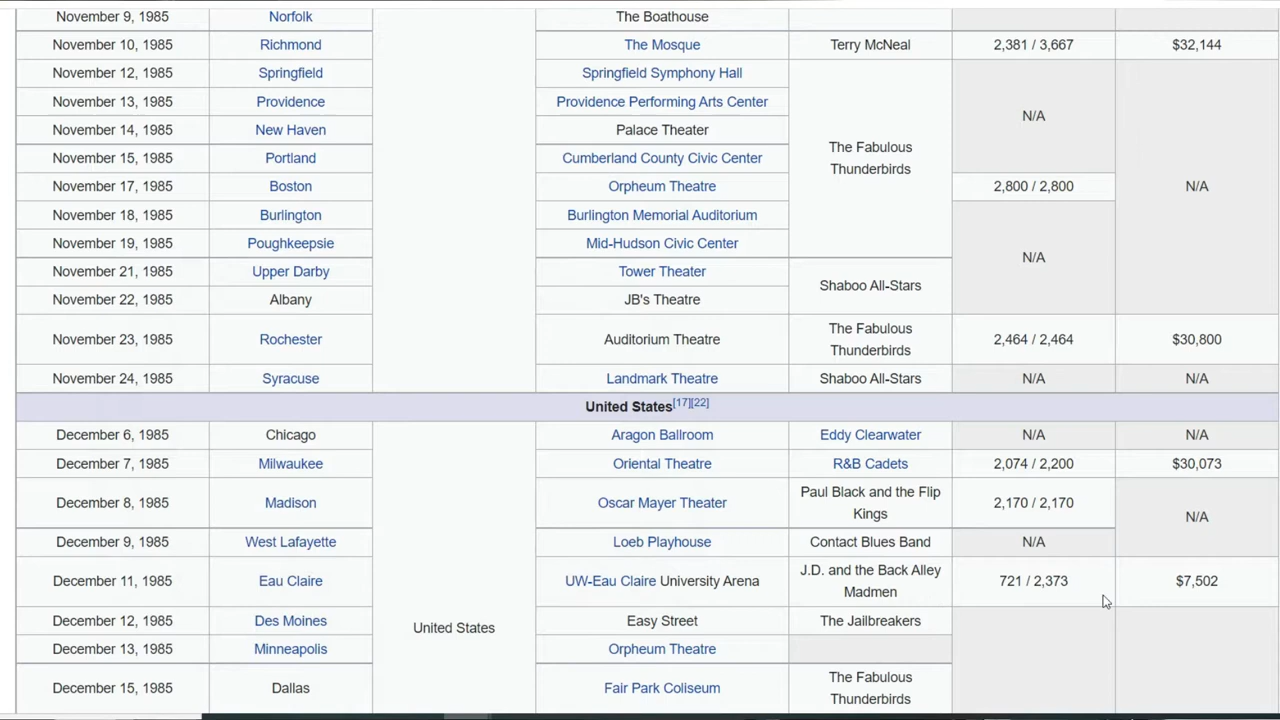 November 9, 1985 Norfolk The Boathouse
November 10, 1985 Richmond The Mosque Terry McNeal 2,381 / 3,667 $32,144
November 12, 1985 Springfield Springfield Symphony Hall
November 13, 1985 Providence Providence Performing Arts Center
N/A
November 14, 1985 New Haven Palace Theater
The Fabulous
Thunderbirds
November 15, 1985 Portland Cumberland County Civic Center
November 17, 1985 Boston Orpheum Theatre 2,800 / 2,800 N/A
November 18, 1985 Burlington Burlington Memorial Auditorium
November 19, 1985 Poughkeepsie Mid-Hudson Civic Center
N/A
November 21, 1985 Upper Darby Tower Theater
Shaboo All-Stars
November 22, 1985 Albany JB's Theatre
The Fabulous
November 23, 1985 Rochester Auditorium Theatre 2,464 / 2,464 $30,800
Thunderbirds
November 24, 1985 Syracuse Landmark Theatre Shaboo All-Stars N/A N/A
United States[17][22]
December 6, 1985 Chicago Aragon Ballroom Eddy Clearwater N/A N/A
December 7, 1985 Milwaukee Oriental Theatre R&B Cadets 2,074 / 2,200 $30,073
Paul Black and the Flip
December 8, 1985 Madison Oscar Mayer Theater 2,170 / 2,170
Kings
N/A
December 9, 1985 West Lafayette Loeb Playhouse Contact Blues Band N/A
J.D. and the Back Alley
December 11, 1985 Eau Claire UW-Eau Claire University Arena 721 / 2,373 $7,502
Madmen
December 12, 1985 Des Moines Easy Street The Jailbreakers
United States
December 13, 1985 Minneapolis Orpheum Theatre
The Fabulous
December 15, 1985 Dallas Fair Park Coliseum
Thunderbirds